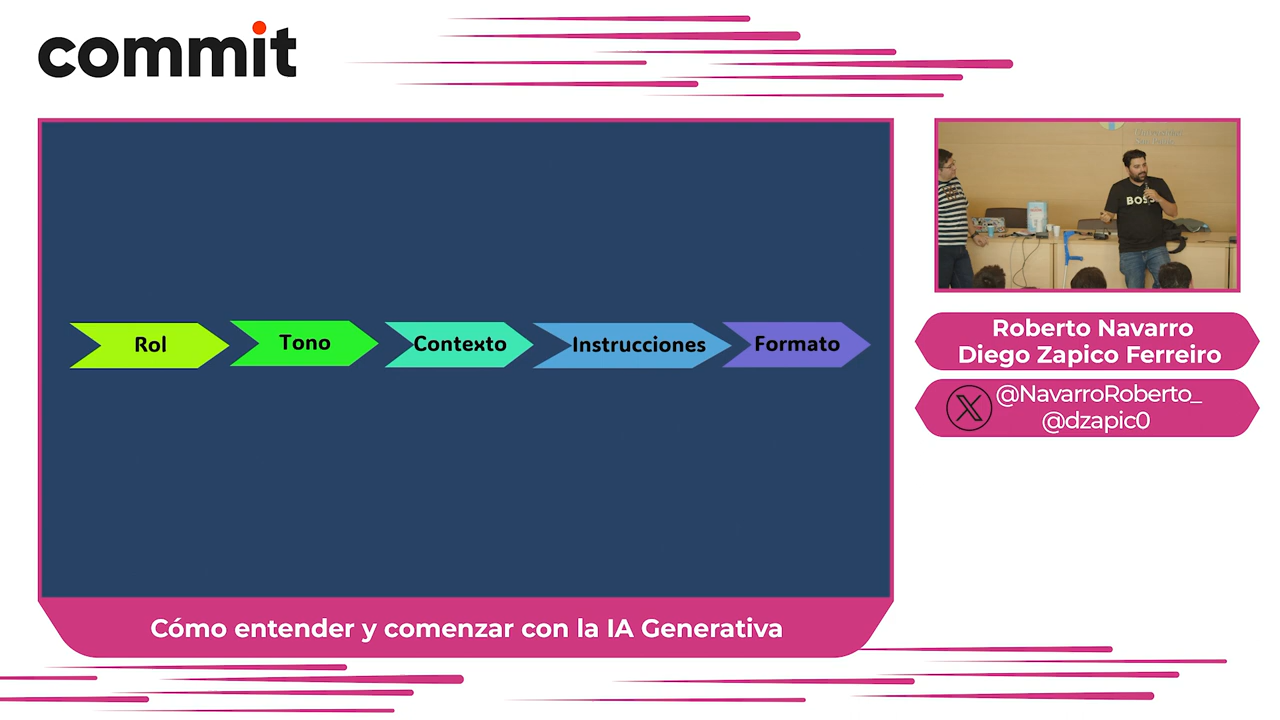 commit
Rol
Tono
Contexto
Instrucciones
Formato
Cómo entender y comenzar con la IA Generativa
BOSS
Roberto Navarro
Diego Zapico Ferreiro
@NavarroRoberto_
@dzapic0